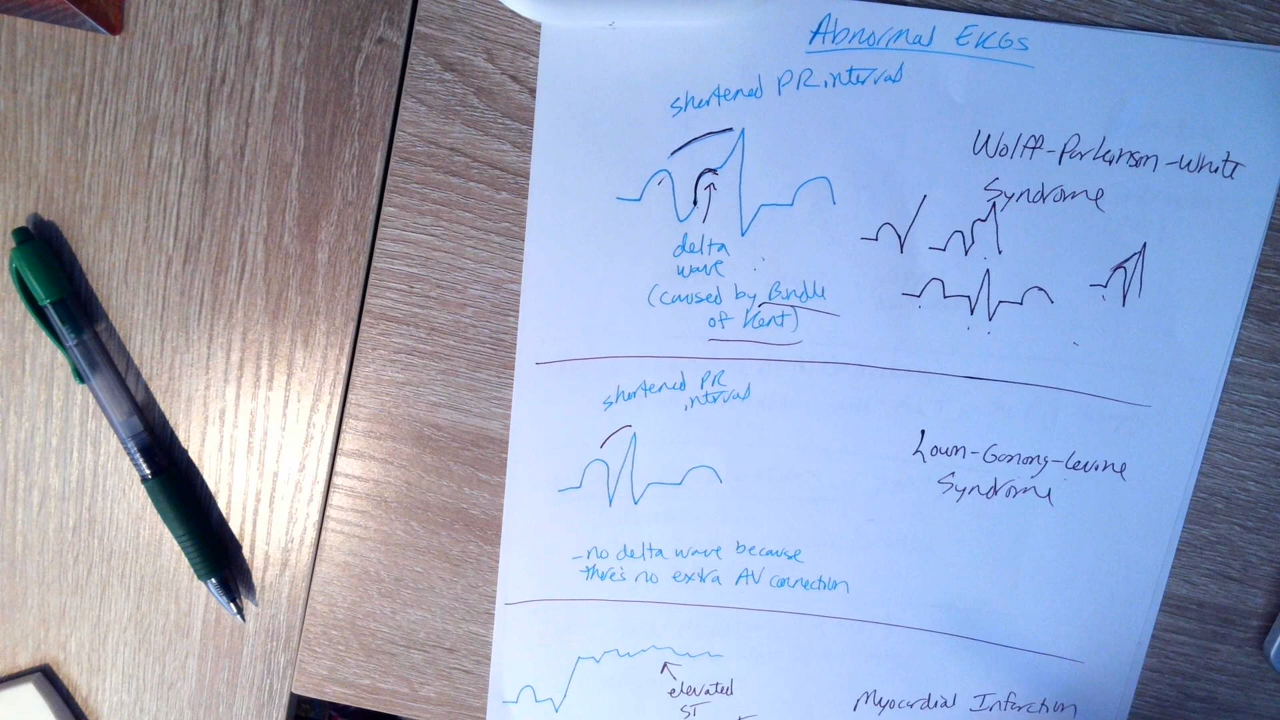 Abnormal EKGs
shortened PR interval
Wolff-Parkinson-White
Syndrome
delta
wave
(caused by Bundle
of Kent)
shortened PR
interval
Lown-Ganong-Levine
Syndrome
-no delta wave because
there's no extra AV connection
elevated
ST
Myocardial Infarction